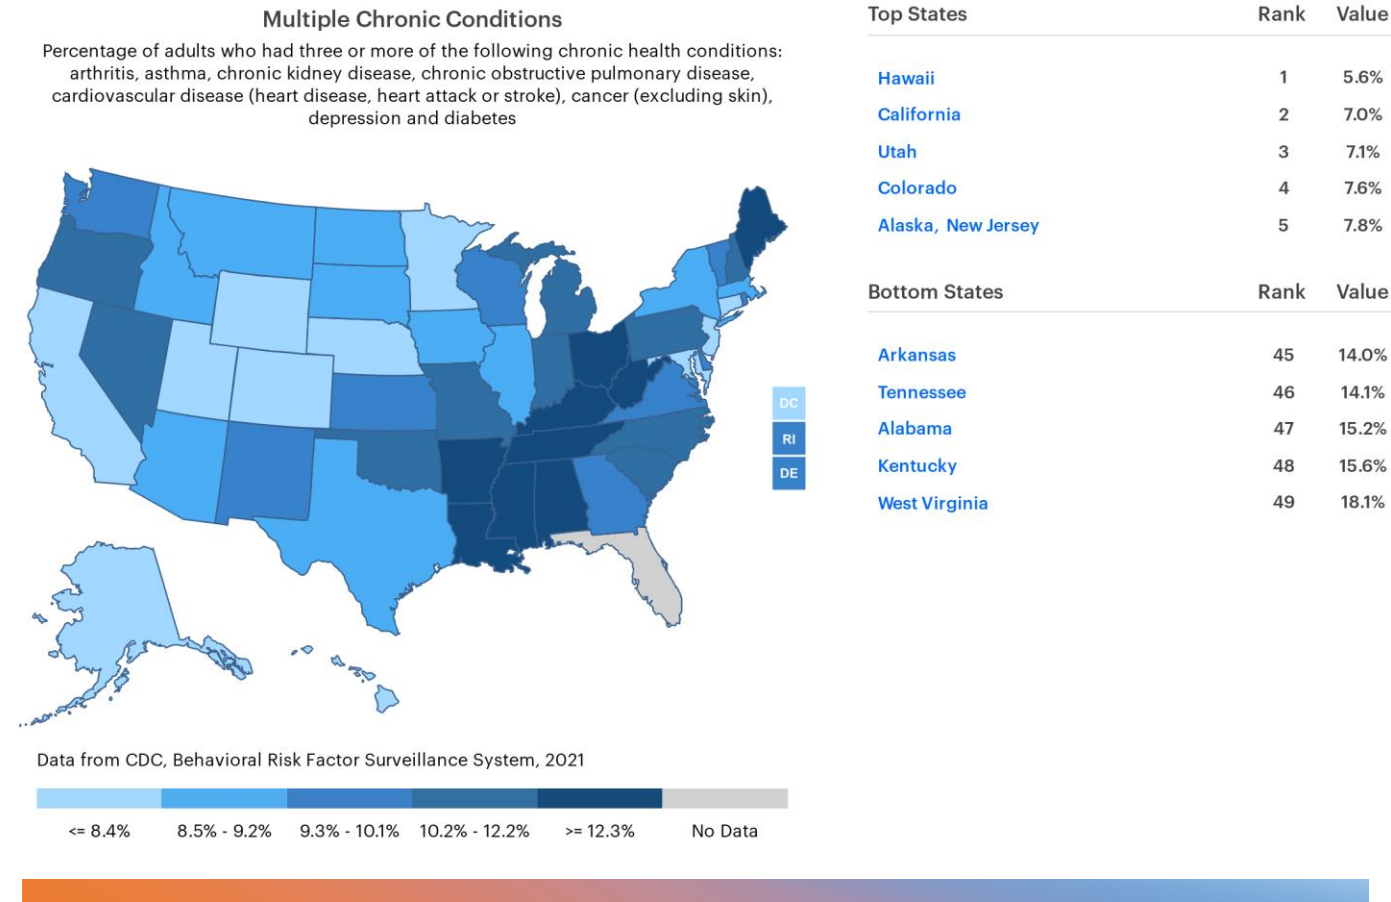 Multiple Chronic Conditions
Percentage of adults who had three or more of the following chronic health conditions:
arthritis, asthma, chronic kidney disease, chronic obstructive pulmonary disease,
cardiovascular disease (heart disease, heart attack or stroke), cancer (excluding skin),
depression and diabetes
DC
RI
DE
Data from CDC, Behavioral Risk Factor Surveillance System, 2021
<= 8.4% 8.5% - 9.2% 9.3% - 10.1% 10.2% - 12.2% >= 12.3% No Data
Top States Rank Value
Hawaii 1 5.6%
California 2 7.0%
Utah 3 7.1%
Colorado 4 7.6%
Alaska, New Jersey 5 7.8%
Bottom States Rank Value
Arkansas 45 14.0%
Tennessee 46 14.1%
Alabama 47 15.2%
Kentucky 48 15.6%
West Virginia 49 18.1%